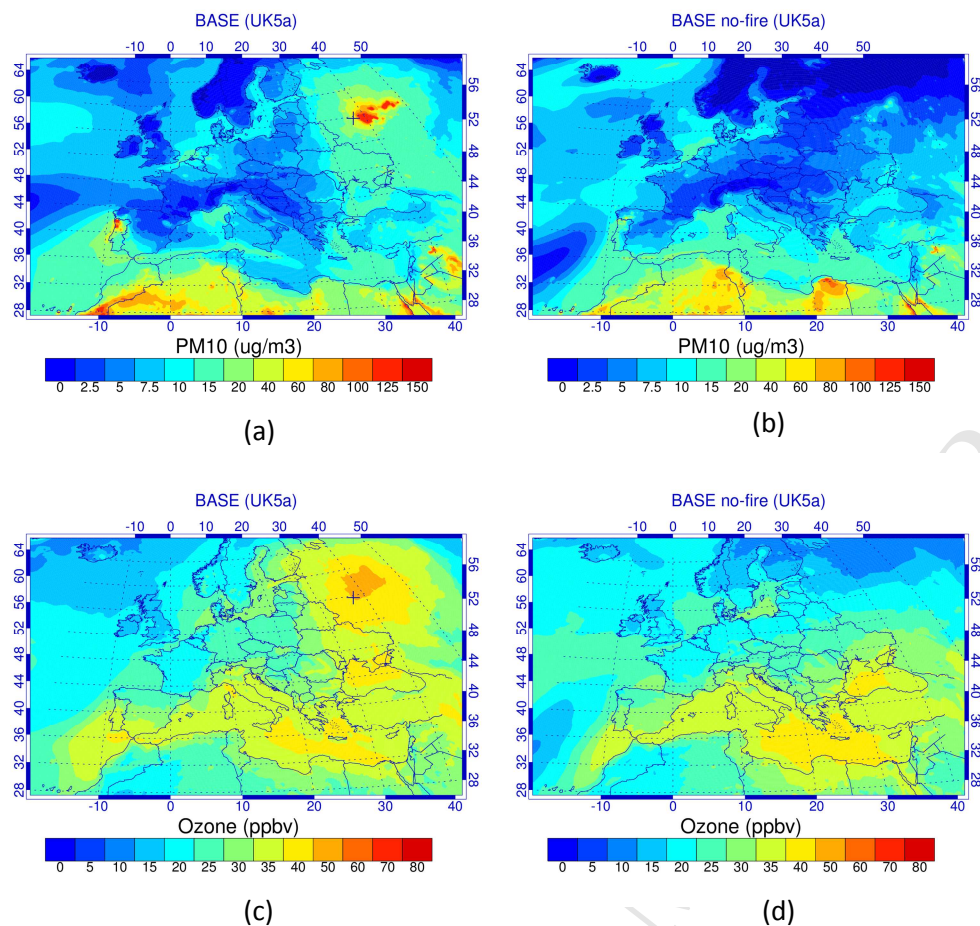 BASE (UK5a)
-10 0 10 20 30 40 50
64 60 56 52 48 44 40 36 32 28
56 52 48 44 40 36 32 28
-10 0 10 20 30 40
PM10 (ug/m3)
0 2.5 5 7.5 10 15 20 40 60 80 100 125 150
(a)
BASE no-fire (UK5a)
-10 0 10 20 30 40 50
64 60 56 52 48 44 40 36 32 28
56 52 48 44 40 36 32 28
-10 0 10 20 30 40
PM10 (ug/m3)
0 2.5 5 7.5 10 15 20 40 60 80 100 125 150
(b)
BASE (UK5a)
-10 0 10 20 30 40 50
64 60 56 52 48 44 40 36 32 28
56 52 48 44 40 36 32 28
-10 0 10 20 30 40
Ozone (ppbv)
0 5 10 15 20 25 30 35 40 50 60 70 80
(c)
BASE no-fire (UK5a)
-10 0 10 20 30 40 50
64 60 56 52 48 44 40 36 32 28
56 52 48 44 40 36 32 28
-10 0 10 20 30 40
Ozone (ppbv)
0 5 10 15 20 25 30 35 40 50 60 70 80
(d)